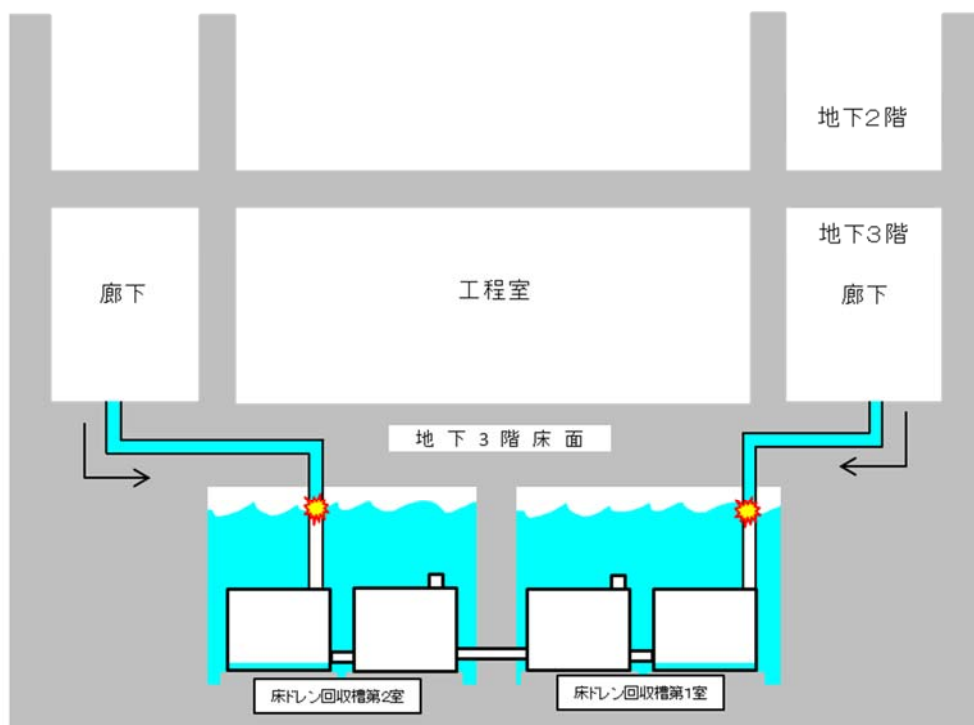 地下２階
地下３階
廊下
工程室
廊下
地下3階床面
床ドレン回収槽第2室
床ドレン回収槽第1室